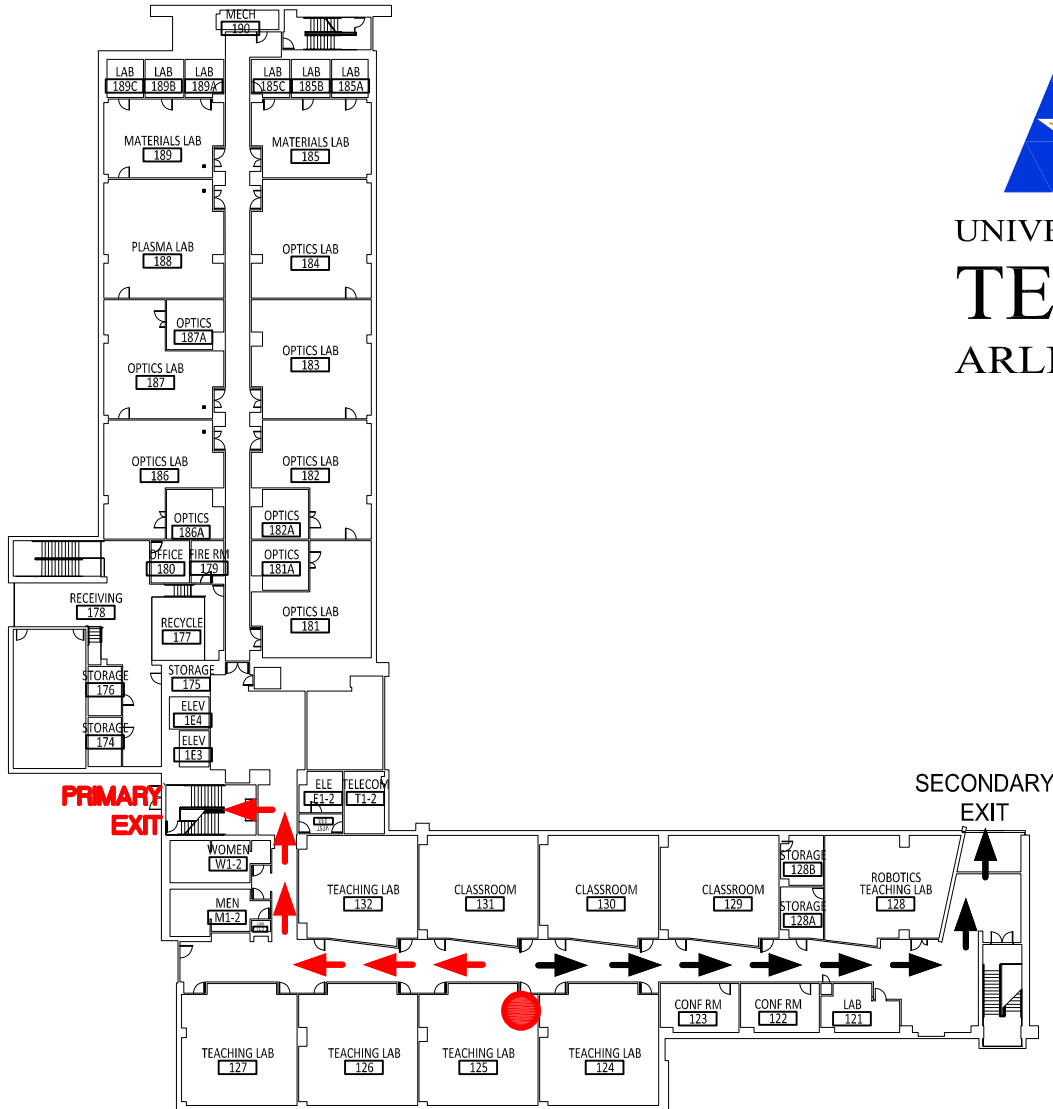 MECH
190
LAB
189C
LAB
189B
LAB
189A
LAB
185C
LAB
185B
LAB
185A
MATERIALS LAB
189
MATERIALS LAB
185
UNIVE
TE
ARLI
PLASMA LAB
188
OPTICS LAB
184
OPTICS
187A
OPTICS LAB
187
OPTICS LAB
183
OPTICS LAB
186
OPTICS LAB
182
OPTICS
186A
OPTICS
182A
OFFICE
180
FIRE RM
179
OPTICS
181A
RECEIVING
178
RECYCLE
177
OPTICS LAB
181
STORAGE
176
STORAGE
175
ELEV
1E4
STORAGE
174
ELEV
1E3
PRIMARY
EXIT
ELE
E1-2
TELECOM
T1-2
SECONDARY
EXIT
WOMEN
W1-2
MEN
M1-2
TEACHING LAB
132
CLASSROOM
131
CLASSROOM
130
CLASSROOM
129
STORAGE
128B
STORAGE
128A
ROBOTICS
TEACHING LAB
128
CONF RM
123
CONF RM
122
LAB
121
TEACHING LAB
127
TEACHING LAB
126
TEACHING LAB
125
TEACHING LAB
124